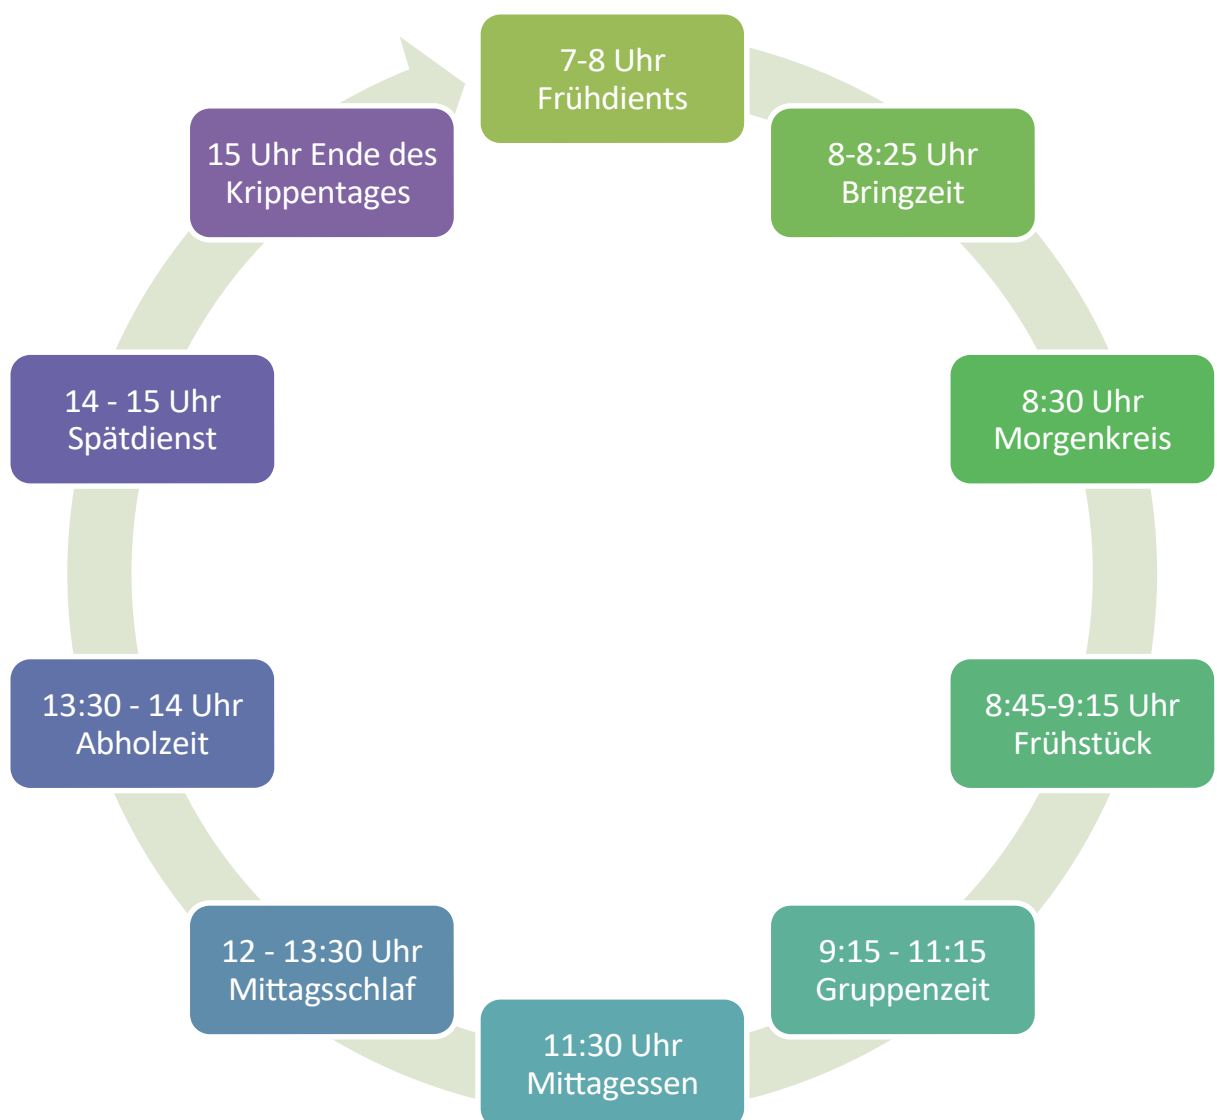 7-8 Uhr
Frühdients
8-8:25 Uhr
Bringzeit
8:30 Uhr
Morgenkreis
8:45-9:15 Uhr
Frühstück
9:15 - 11:15
Gruppenzeit
11:30 Uhr
Mittagessen
12 - 13:30 Uhr
Mittagsschlaf
13:30 - 14 Uhr
Abholzeit
14 - 15 Uhr
Spätdienst
15 Uhr Ende des
Krippentages